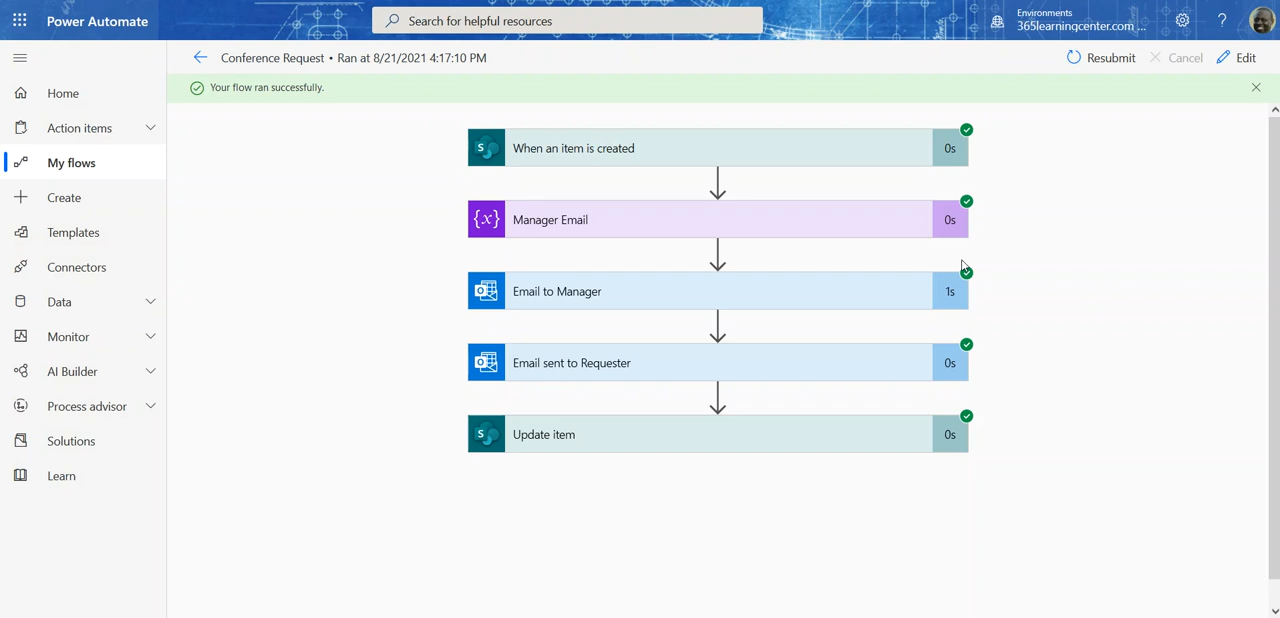 Power Automate
Search for helpful resources
Environments
365learningcenter.com ...
?
Conference Request • Ran at 8/21/2021 4:17:10 PM
Resubmit
Cancel
Edit
Your flow ran successfully.
Home
Action items
My flows
Create
Templates
Connectors
Data
Monitor
AI Builder
Process advisor
Solutions
Learn
S When an item is created 0s
{x} Manager Email 0s
Email to Manager 1s
Email sent to Requester 0s
S Update item 0s